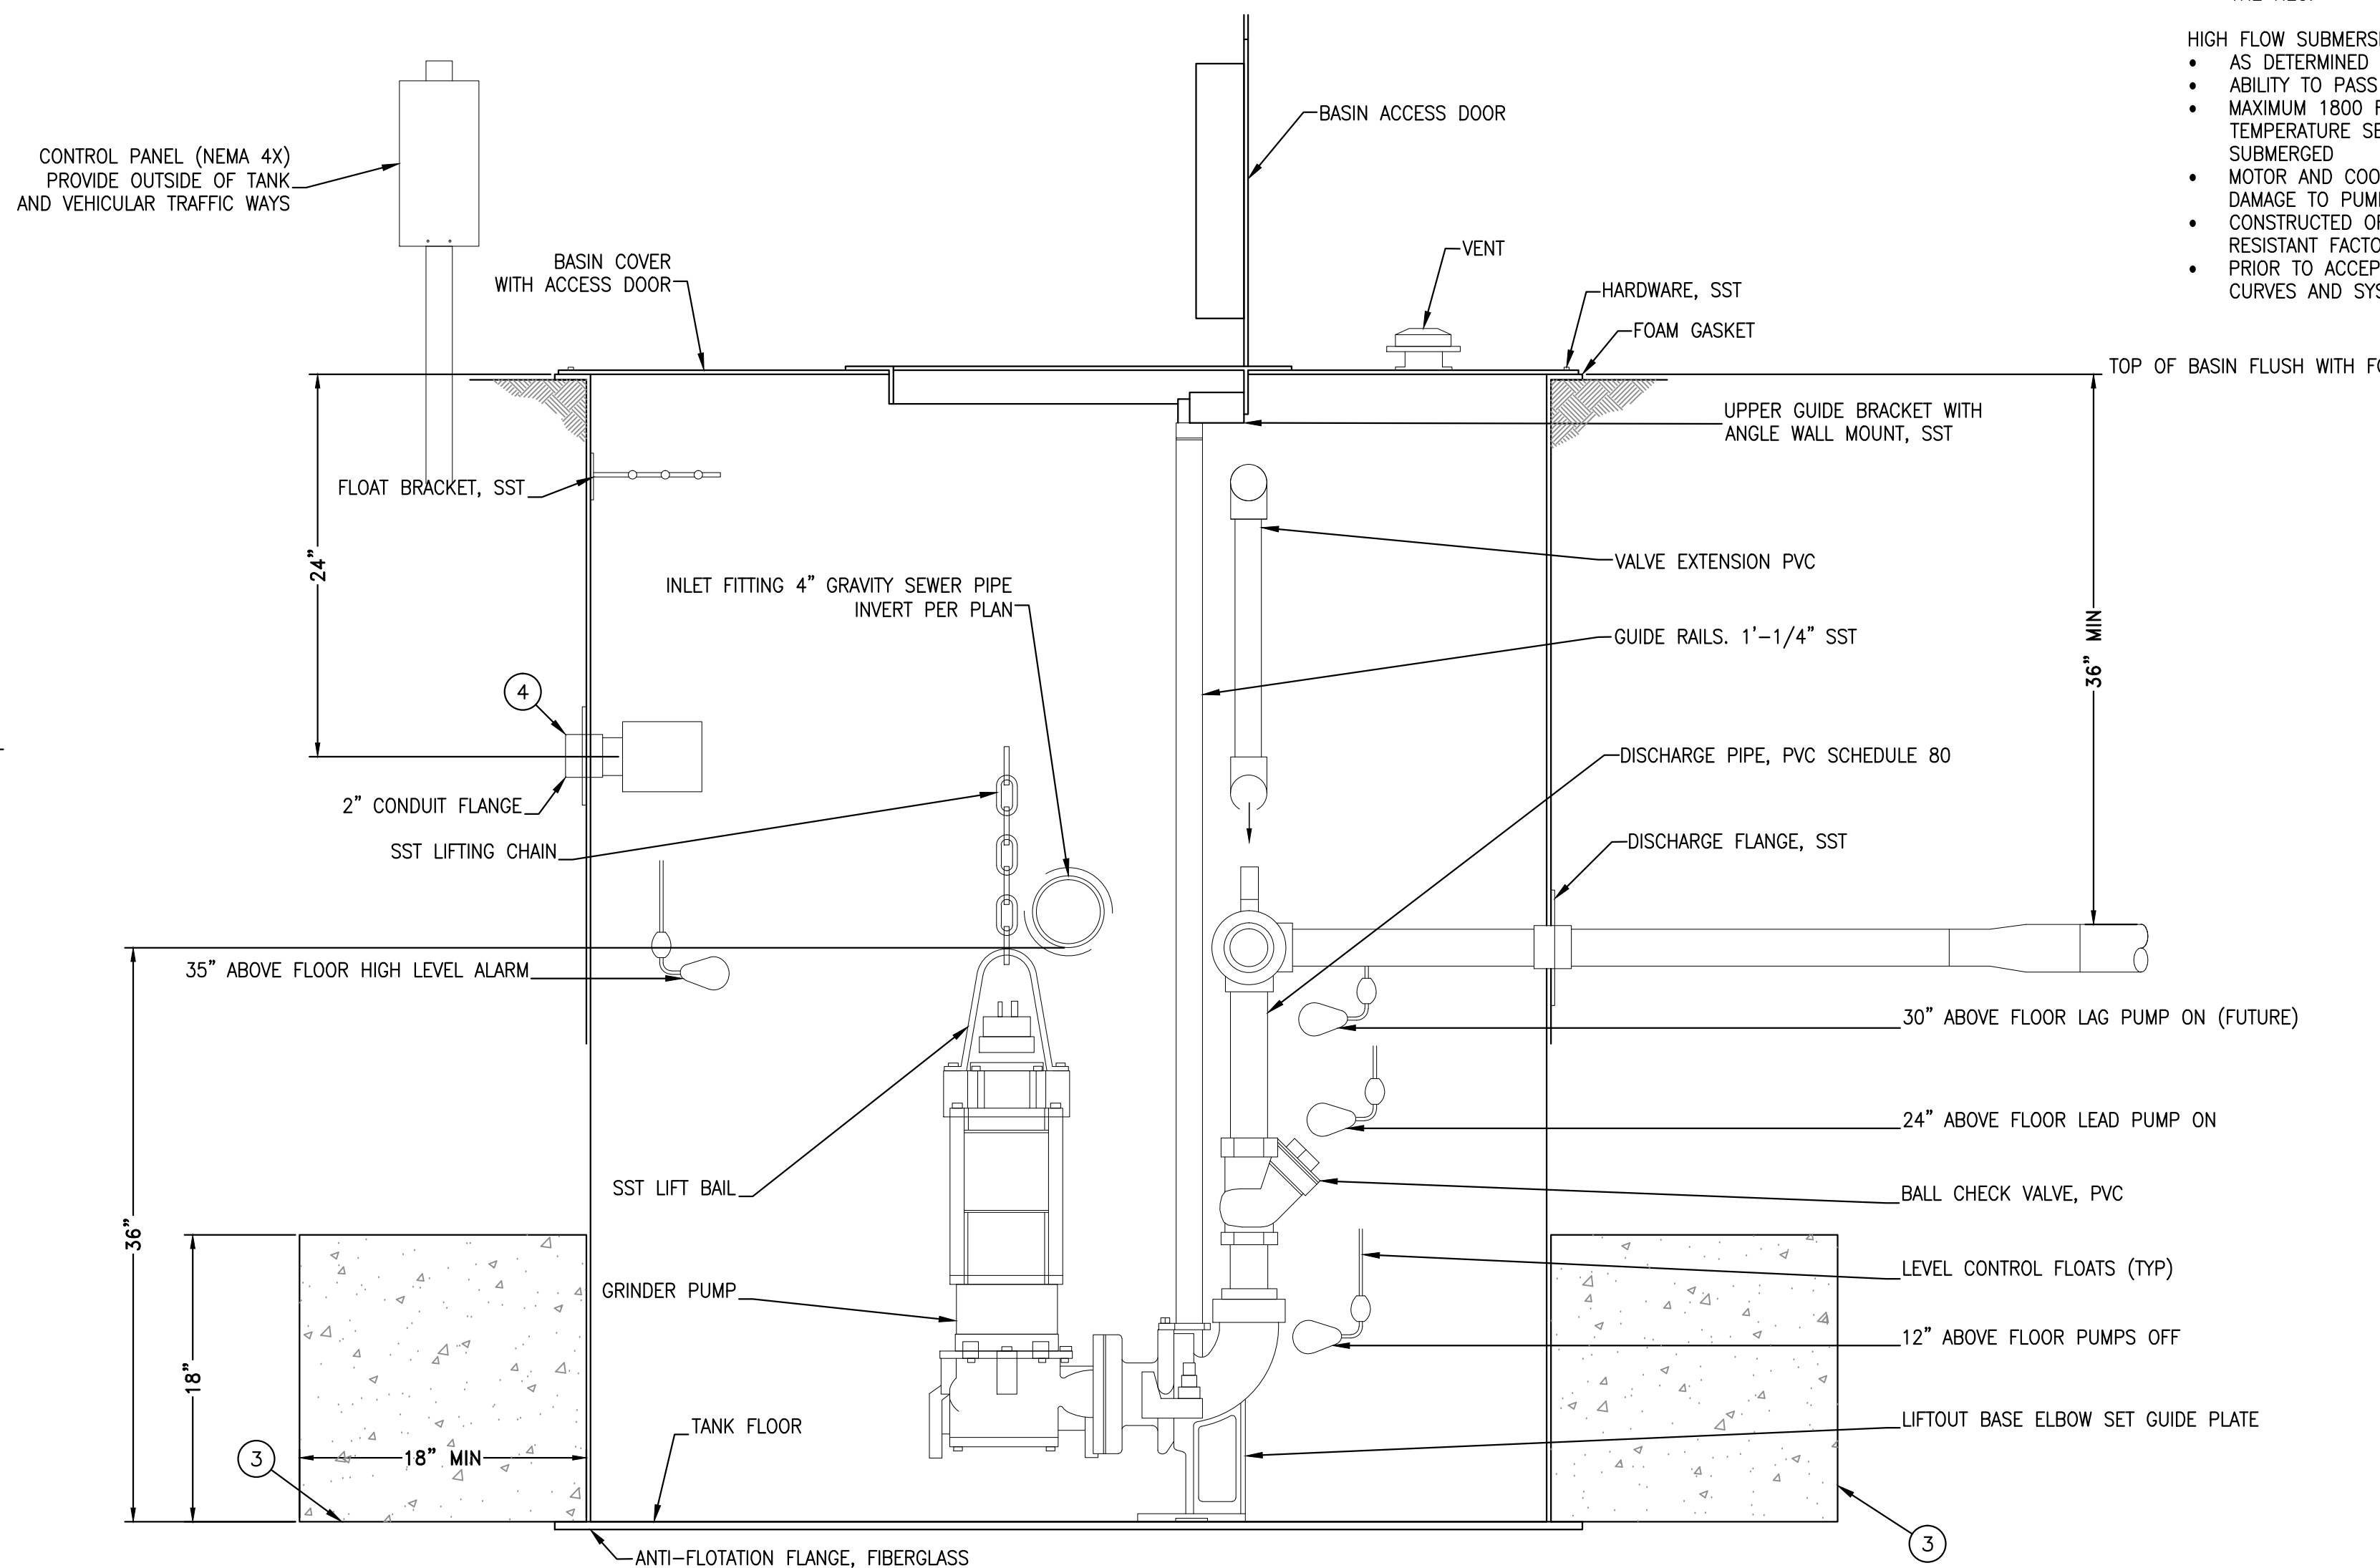 HIGH FLOW SUBMERS
• AS DETERMINED
• ABILITY TO PASS
• MAXIMUM 1800
TEMPERATURE
SUBMERGED
• MOTOR AND
DAMAGE TO
• CONSTRUCTED
RESISTANT
• PRIOR TO
CURVES AND
TOP OF BASIN FLUSH WITH
CONTROL PANEL (NEMA 4X)
PROVIDE OUTSIDE OF TANK
AND VEHICULAR TRAFFIC WAYS
BASIN ACCESS DOOR
BASIN COVER
WITH ACCESS DOOR
VENT
HARDWARE, SST
FOAM GASKET
UPPER GUIDE BRACKET WITH
ANGLE WALL MOUNT, SST
FLOAT BRACKET, SST
24"
VALVE EXTENSION PVC
INLET FITTING 4" GRAVITY SEWER PIPE
INVERT PER PLAN
GUIDE RAILS. 1'-1/4" SST
36" MIN
4
DISCHARGE PIPE, PVC SCHEDULE 80
2" CONDUIT FLANGE
SST LIFTING CHAIN
DISCHARGE FLANGE, SST
35" ABOVE FLOOR HIGH LEVEL ALARM
30" ABOVE FLOOR LAG PUMP ON (FUTURE)
24" ABOVE FLOOR LEAD PUMP ON
SST LIFT BAIL
BALL CHECK VALVE, PVC
36"
LEVEL CONTROL FLOATS (TYP)
GRINDER PUMP
12" ABOVE FLOOR PUMPS OFF
18"
TANK FLOOR
LIFTOUT BASE ELBOW SET GUIDE PLATE
18" MIN
3
3
ANTI-FLOTATION FLANGE, FIBERGLASS